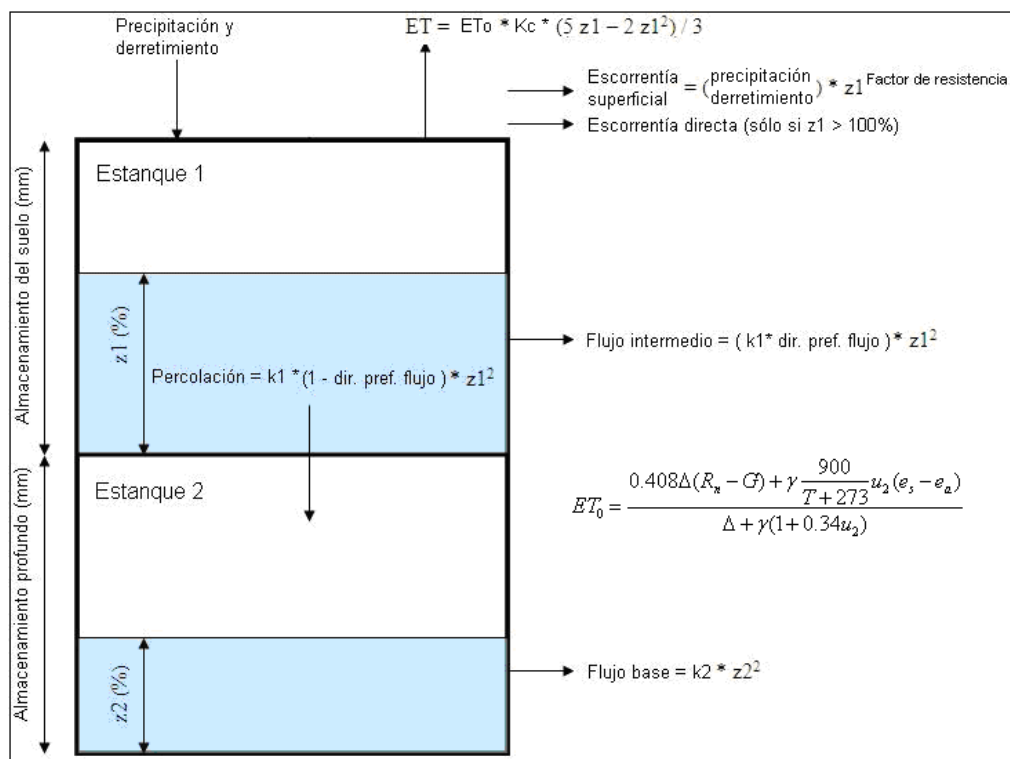 Precipitación y
derretimiento
ET = ETo * Kc * (5 z1 – 2 z1²) / 3
Escorrentía superficial = (precipitación derretimiento) * z1^Factor de resistencia
Escorrentía directa (sólo si z1 > 100%)
Almacenamiento del suelo (mm)
Estanque 1
z1 (%)
Percolación = k1 * (1 - dir. pref. flujo) * z1²
Flujo intermedio = ( k1* dir. pref. flujo ) * z1²
Almacenamiento profundo (mm)
Estanque 2
ET₀ = (0.408Δ(Rₙ − G) + γ 900/(T + 273) u₂(eₛ − eₐ)) / (Δ + γ(1 + 0.34u₂))
z2 (%)
Flujo base = k2 * z2²